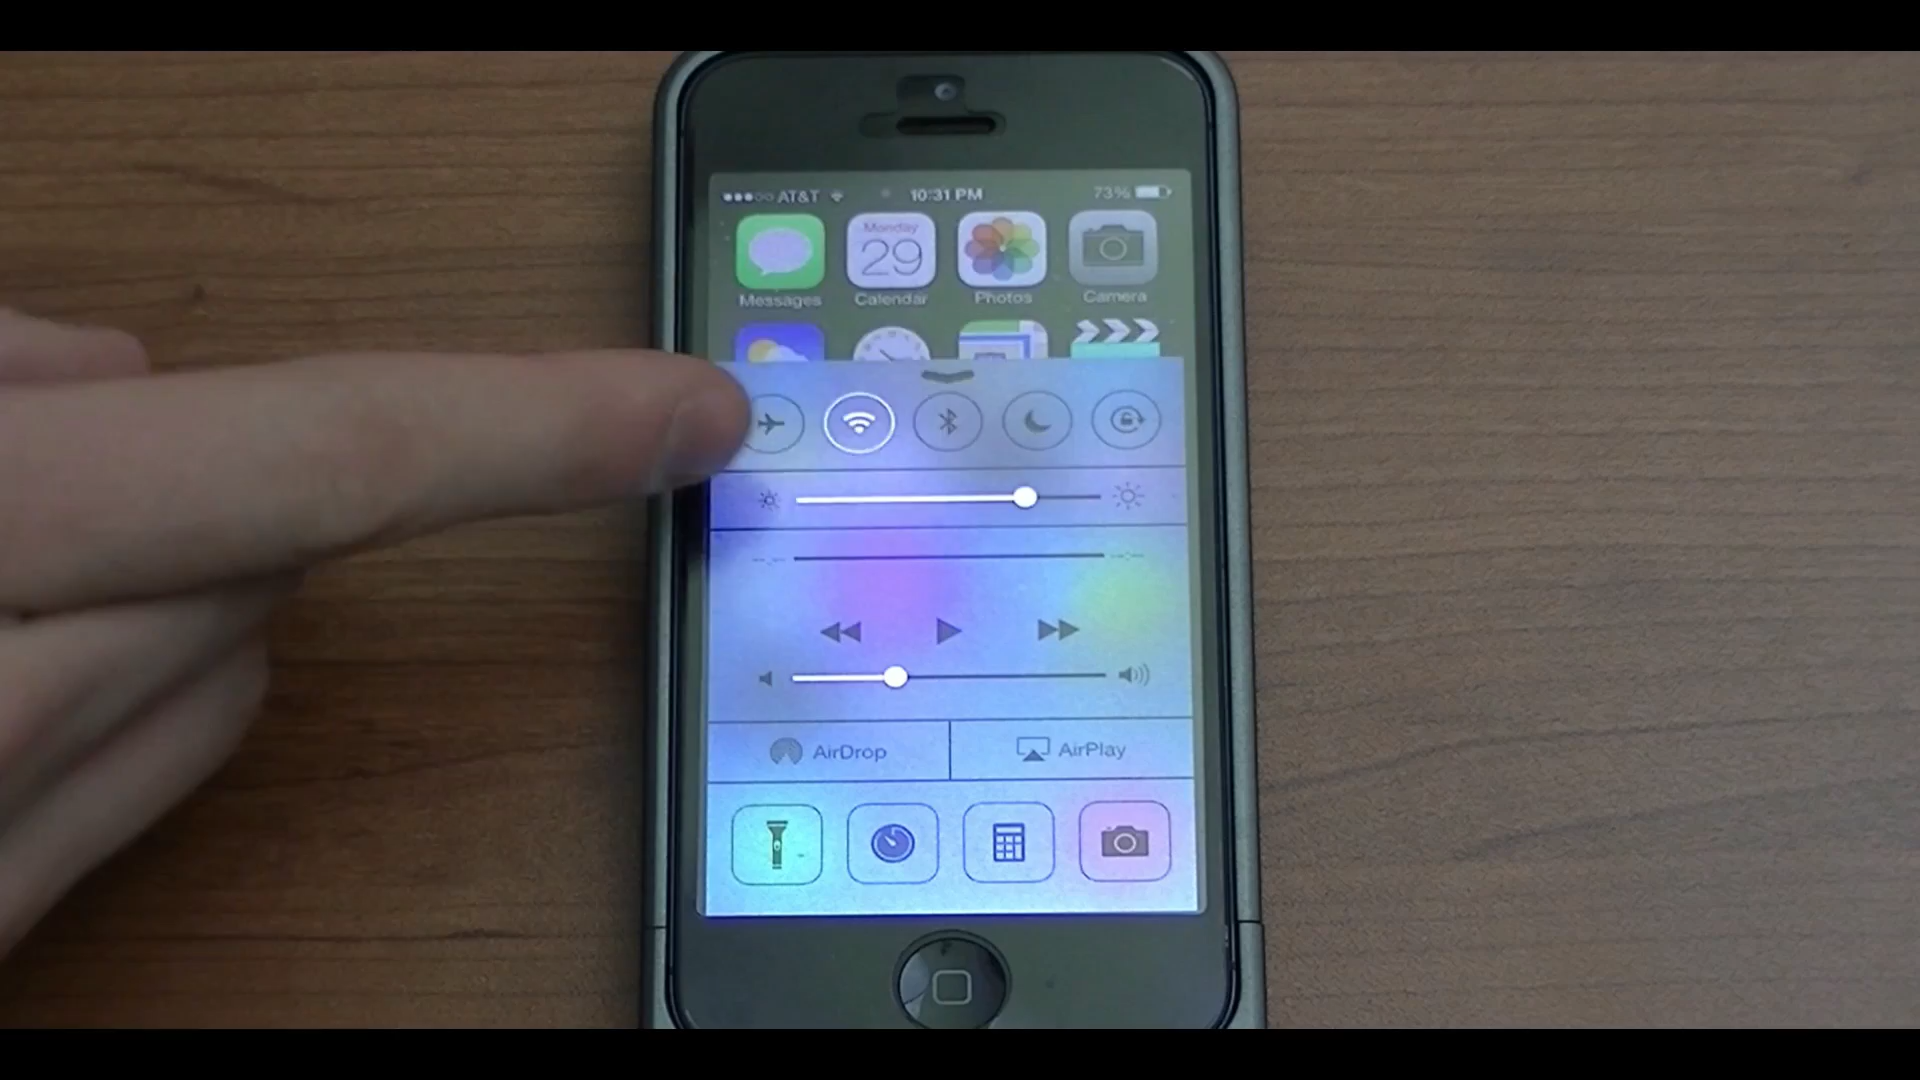 AT&T 10:31 PM 73%
Monday
29
Messages Calendar Photos Camera
AirDrop AirPlay